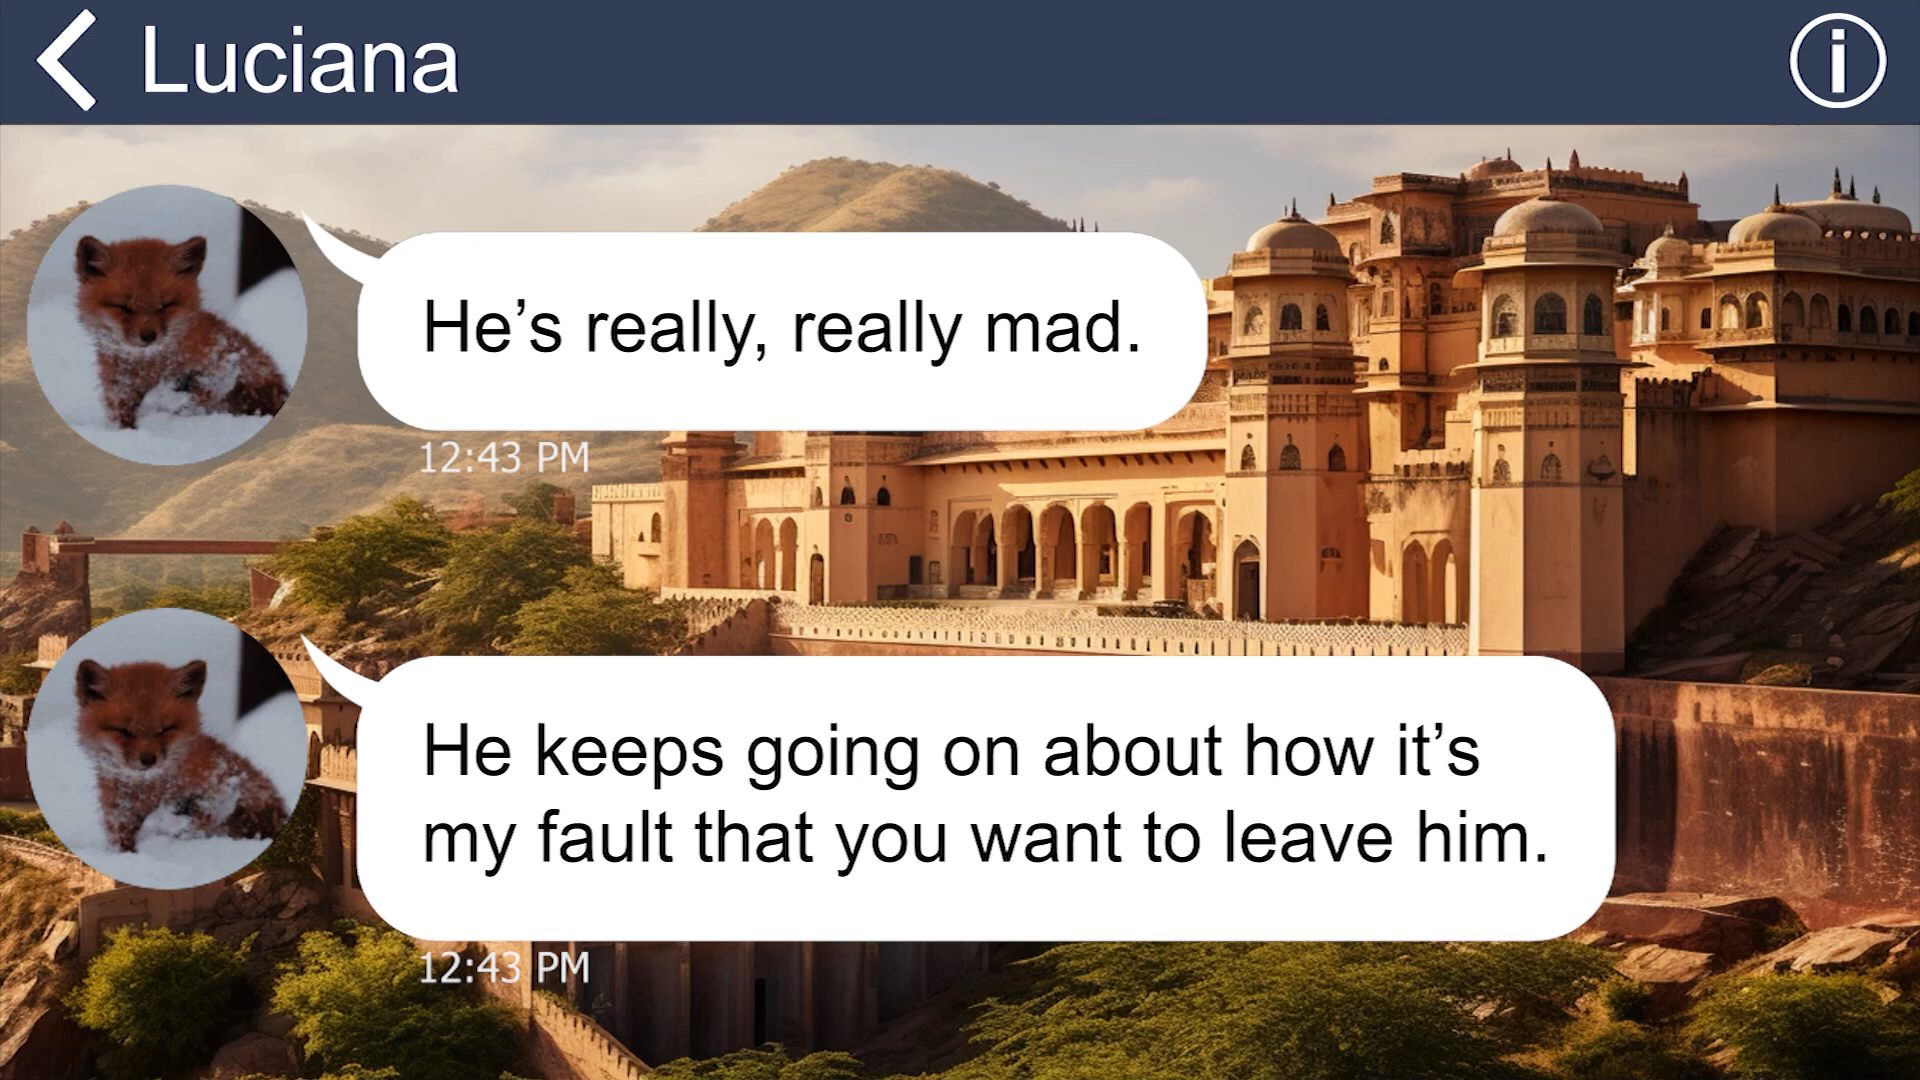 Luciana
He’s really, really mad.
12:43 PM
He keeps going on about how it’s
my fault that you want to leave him.
12:43 PM